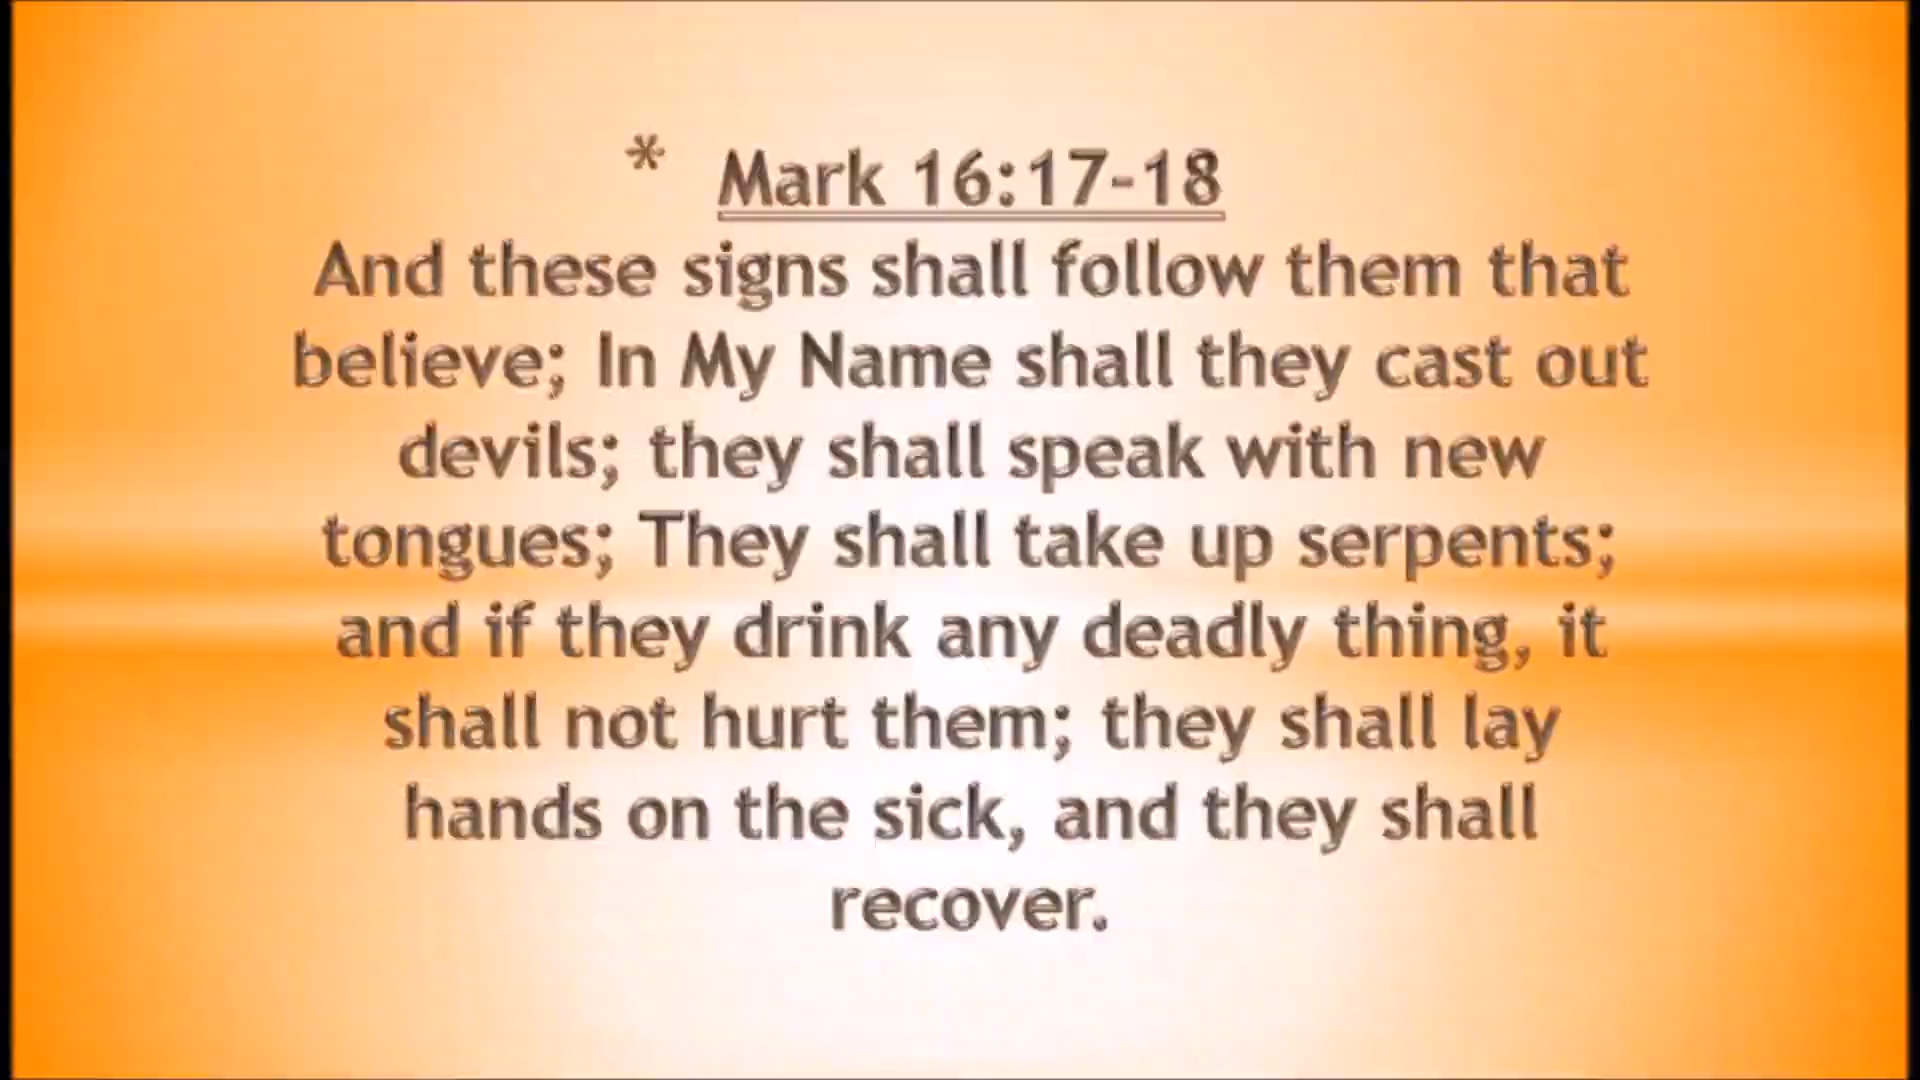 * Mark 16:17-18
And these signs shall follow them that
believe; In My Name shall they cast out
devils; they shall speak with new
tongues; They shall take up serpents;
and if they drink any deadly thing, it
shall not hurt them; they shall lay
hands on the sick, and they shall
recover.